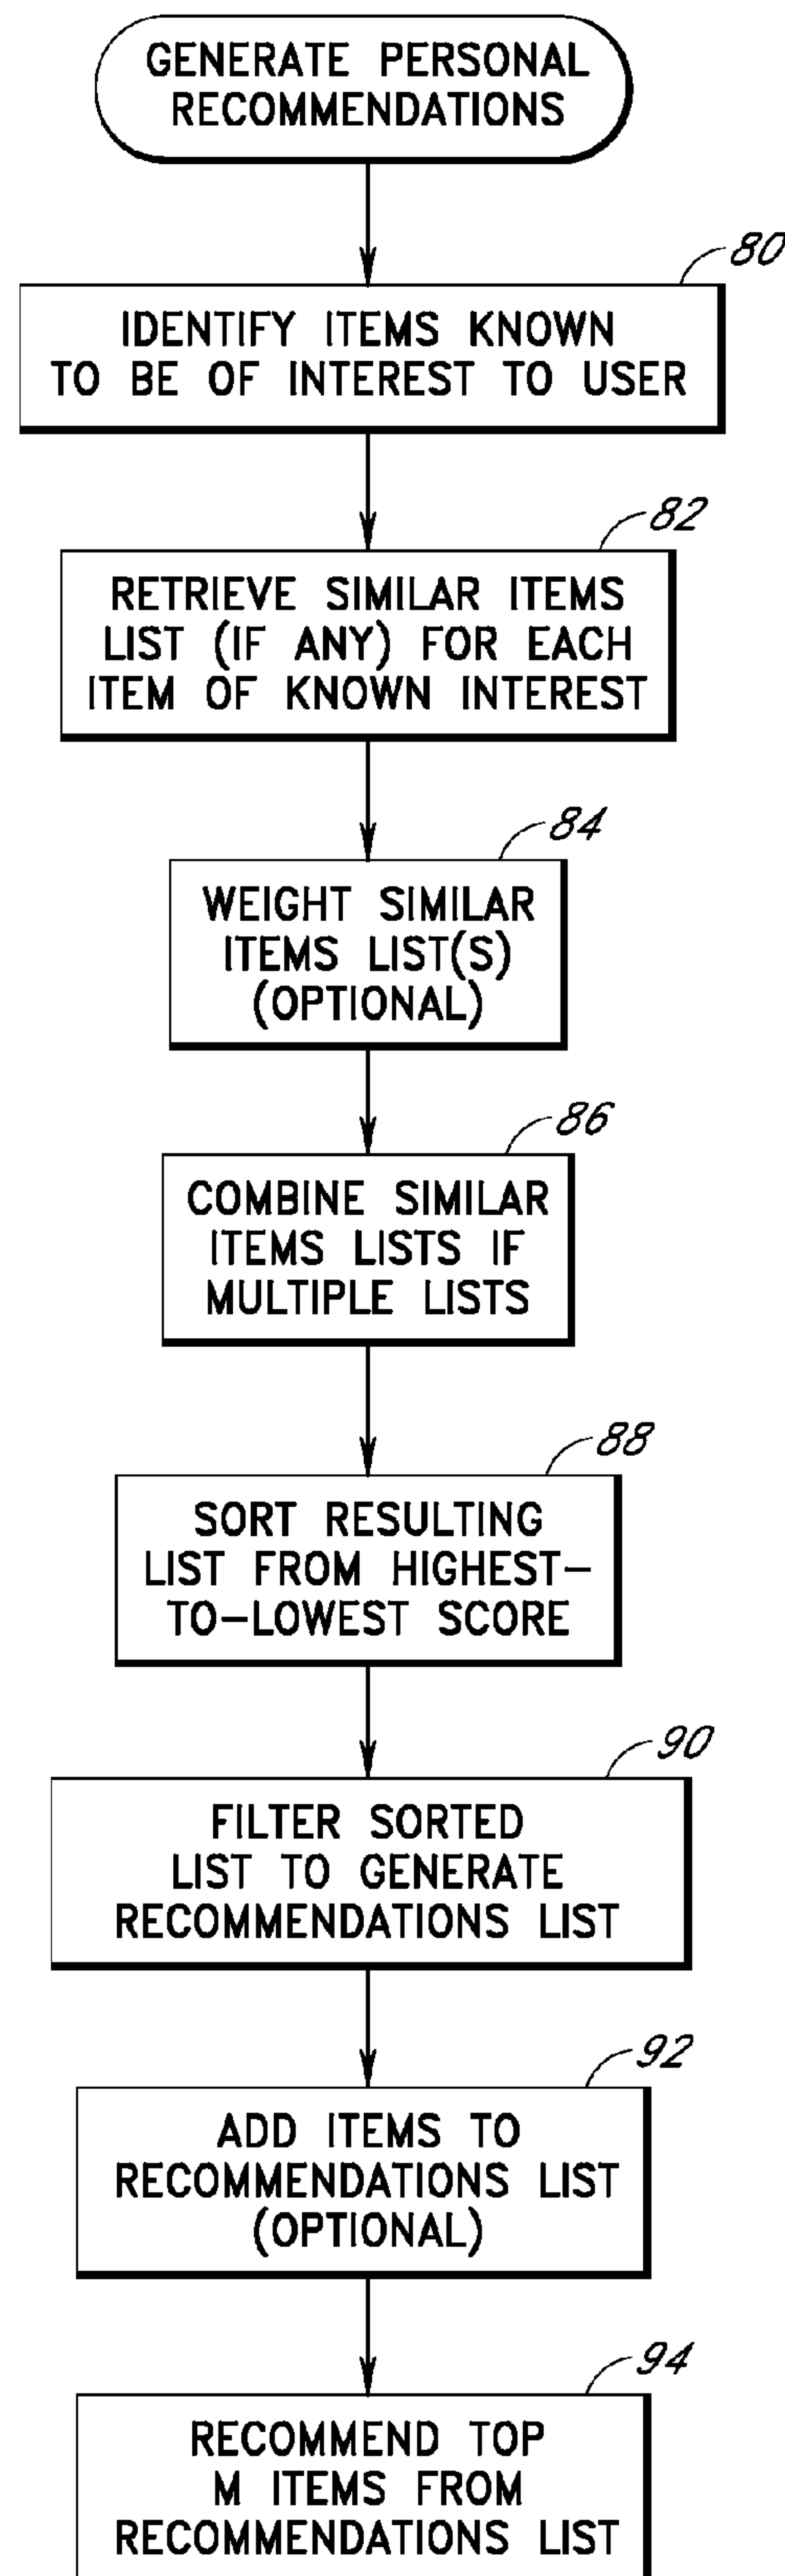 GENERATE PERSONAL
RECOMMENDATIONS
80
IDENTIFY ITEMS KNOWN
TO BE OF INTEREST TO USER
82
RETRIEVE SIMILAR ITEMS
LIST (IF ANY) FOR EACH
ITEM OF KNOWN INTEREST
84
WEIGHT SIMILAR
ITEMS LIST(S)
(OPTIONAL)
86
COMBINE SIMILAR
ITEMS LISTS IF
MULTIPLE LISTS
88
SORT RESULTING
LIST FROM HIGHEST-
TO-LOWEST SCORE
90
FILTER SORTED
LIST TO GENERATE
RECOMMENDATIONS LIST
92
ADD ITEMS TO
RECOMMENDATIONS LIST
(OPTIONAL)
94
RECOMMEND TOP
M ITEMS FROM
RECOMMENDATIONS LIST